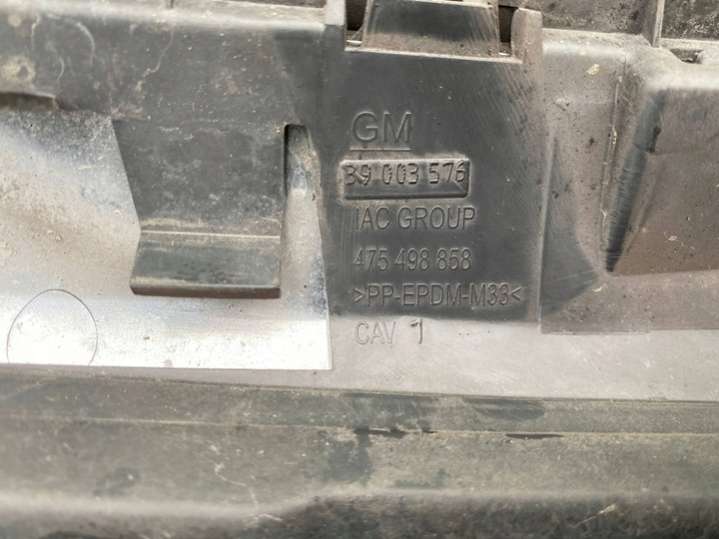 GM
39 003 576
IAC GROUP
475 498 858
>PP-EPDM-M33<
CAV 1